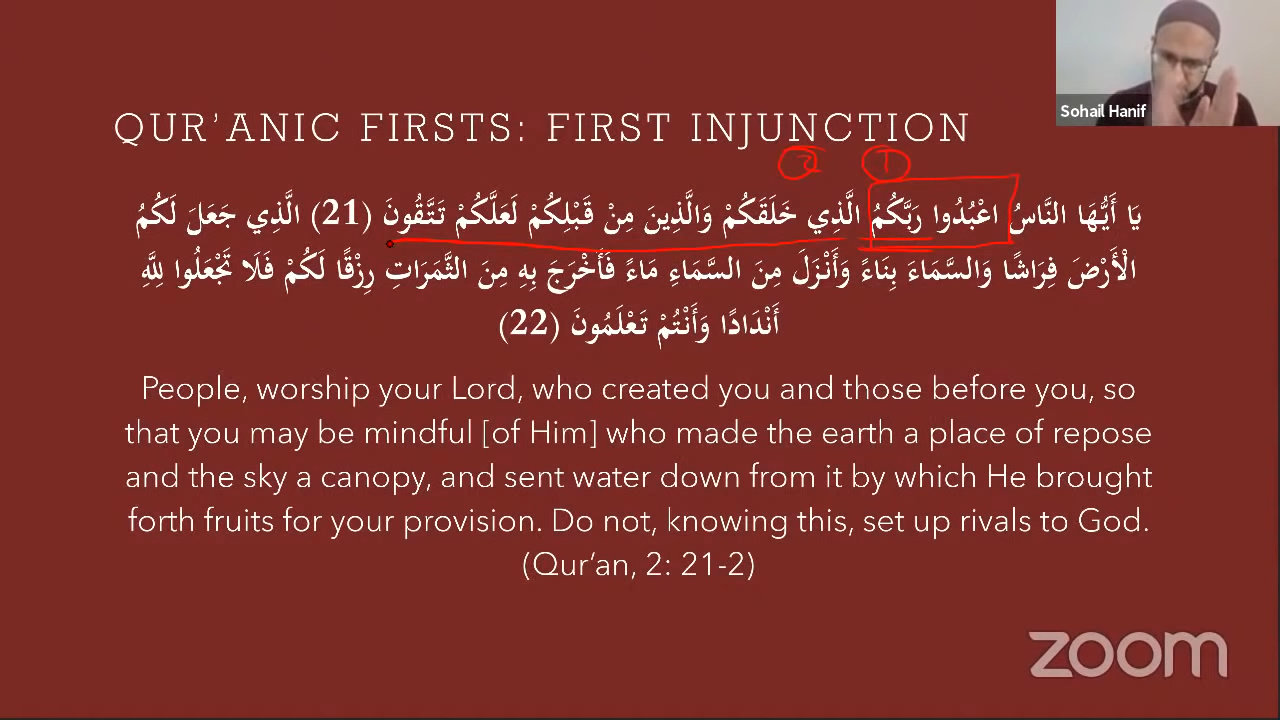 Sohail Hanif
QUR’ANIC FIRSTS: FIRST INJUNCTION
2 1
يَا أَيُّهَا النَّاسُ اعْبُدُوا رَبَّكُمُ الَّذِي خَلَقَكُمْ وَالَّذِينَ مِنْ قَبْلِكُمْ لَعَلَّكُمْ تَتَّقُونَ (21) الَّذِي جَعَلَ لَكُمُ
الْأَرْضَ فِرَاشًا وَالسَّمَاءَ بِنَاءً وَأَنْزَلَ مِنَ السَّمَاءِ مَاءً فَأَخْرَجَ بِهِ مِنَ الثَّمَرَاتِ رِزْقًا لَكُمْ فَلَا تَجْعَلُوا لِلَّهِ
أَنْدَادًا وَأَنْتُمْ تَعْلَمُونَ (22)
People, worship your Lord, who created you and those before you, so
that you may be mindful [of Him] who made the earth a place of repose
and the sky a canopy, and sent water down from it by which He brought
forth fruits for your provision. Do not, knowing this, set up rivals to God.
(Qur’an, 2: 21-2)
zoom